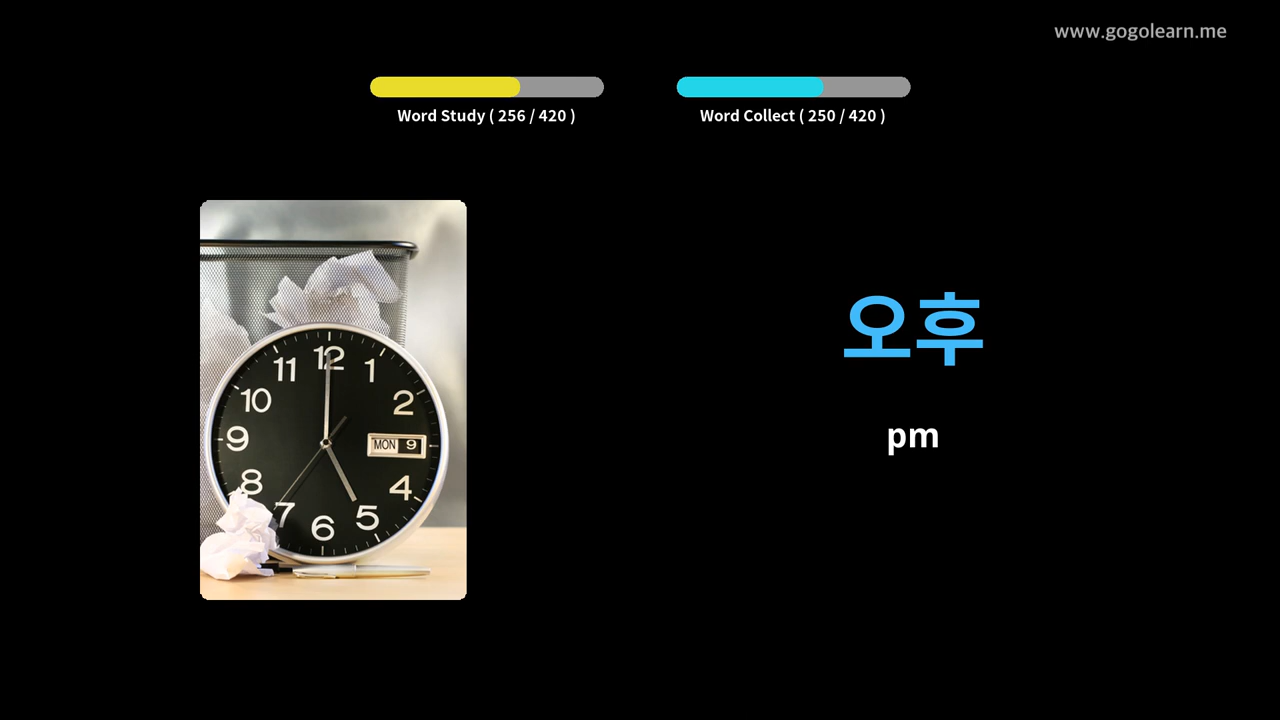 www.gogolearn.me
Word Study ( 256 / 420 )
Word Collect ( 250 / 420 )
12
11
1
10
2
9
MON 9
8
4
7
5
6
오후
pm